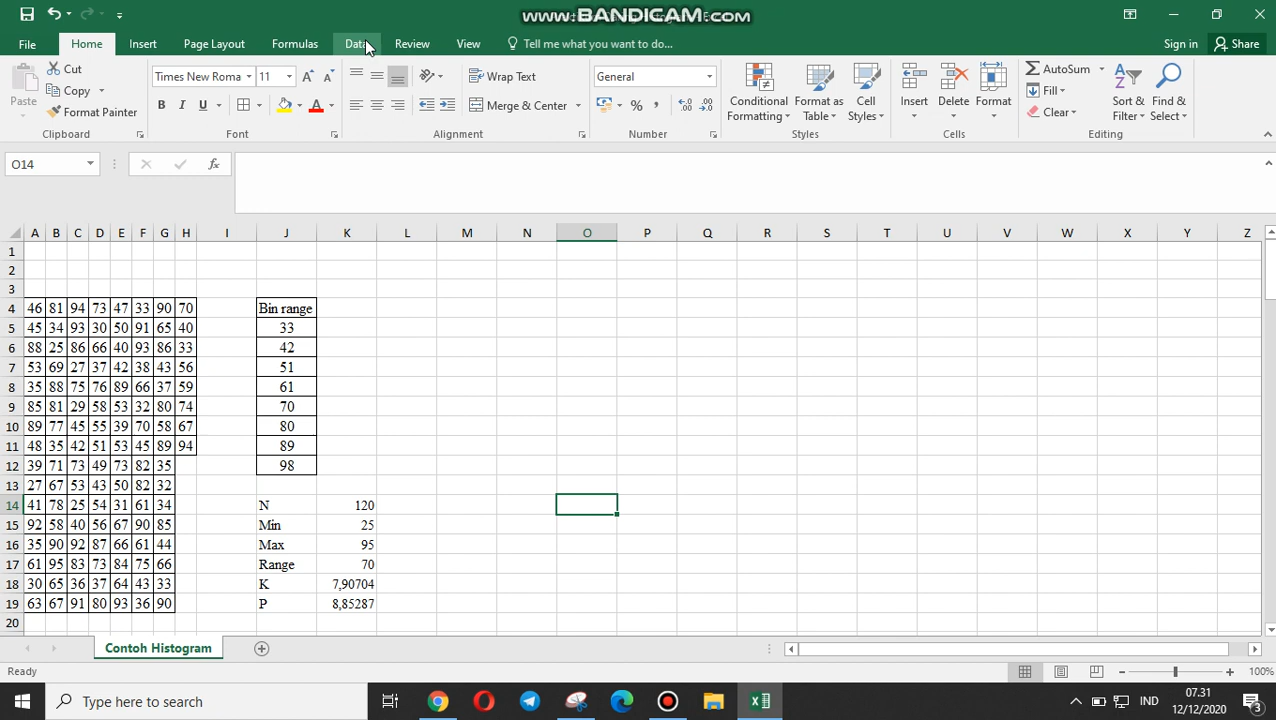 WWW.BANDICAM.COM
File Home Insert Page Layout Formulas Data Review View Tell me what you want to do... Sign in Share
Paste Cut Copy Format Painter
Times New Roma 11 B I U A A A
Wrap Text Merge & Center
General % , 
Conditional Formatting Format as Table Cell Styles Insert Delete Format
AutoSum Fill Clear Sort & Filter Find & Select
Clipboard Font Alignment Number Styles Cells Editing
O14 fx
A B C D E F G H I J K L M N O P Q R S T U V W X Y Z
1
2
3
4 46 81 94 73 47 33 90 70 Bin range
5 45 34 93 30 50 91 65 40 33
6 88 25 86 66 40 93 86 33 42
7 53 69 27 37 42 38 43 56 51
8 35 88 75 76 89 66 37 59 61
9 85 81 29 58 53 32 80 74 70
10 89 77 45 55 39 70 58 67 80
11 48 35 42 51 53 45 89 94 89
12 39 71 73 49 73 82 35 98
13 27 67 53 43 50 82 32
14 41 78 25 54 31 61 34 N 120
15 92 58 40 56 67 90 85 Min 25
16 35 90 92 87 66 61 44 Max 95
17 61 95 83 73 84 75 66 Range 70
18 30 65 36 37 64 43 33 K 7,90704
19 63 67 91 80 93 36 90 P 8,85287
20
Contoh Histogram
Ready 100%
Type here to search IND 07.31
12/12/2020 3